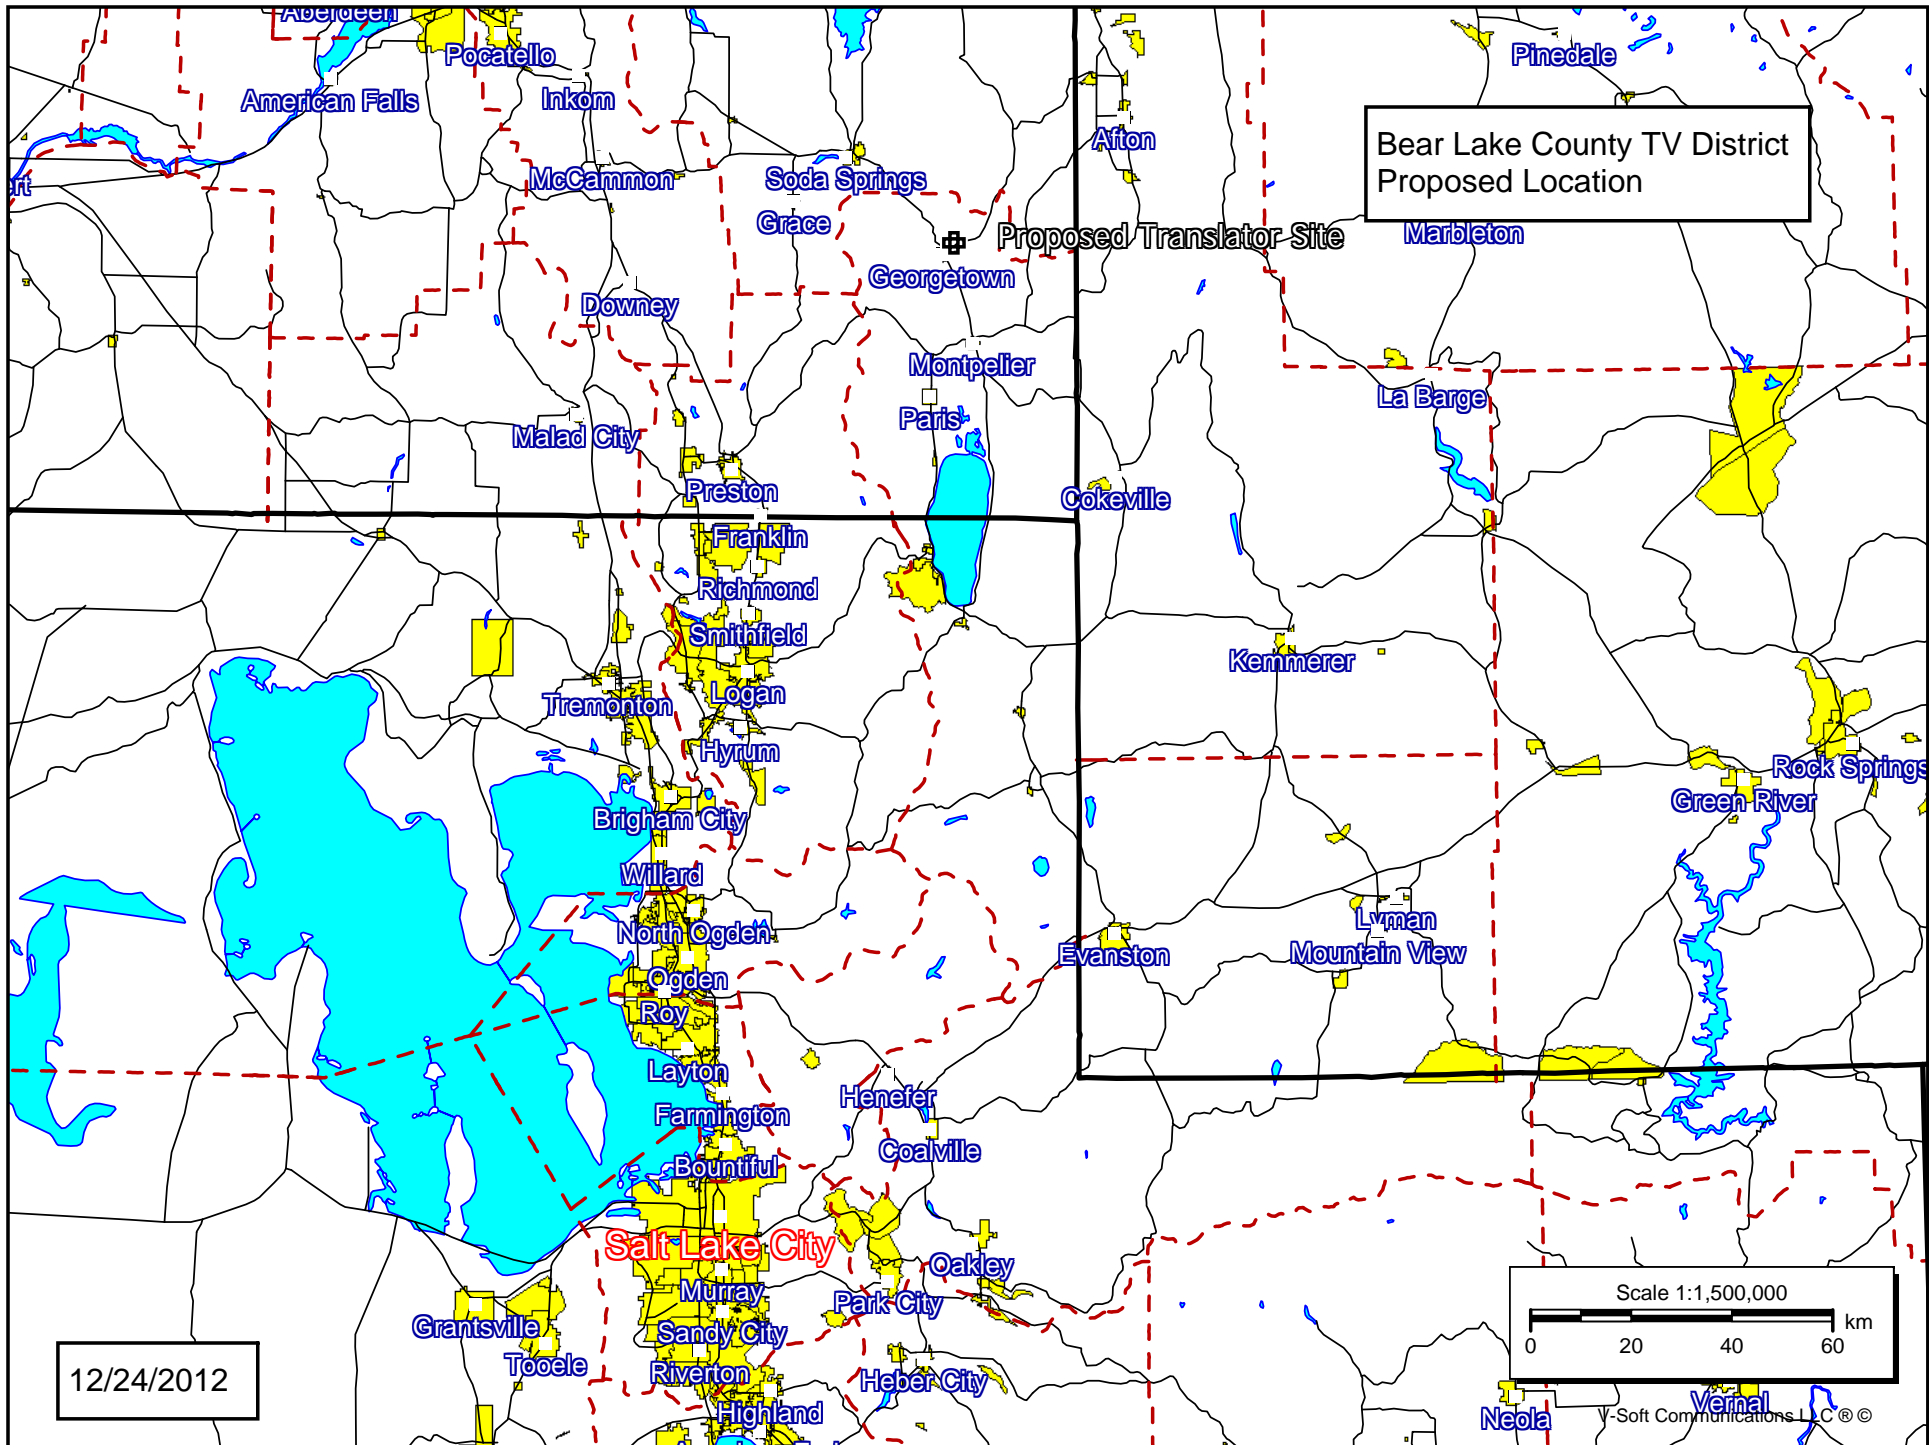 Aberdeen
Pocatello
Pinedale
American Falls
Inkom
Afton
Bear Lake County TV District
Proposed Location
rt
McCammon
Soda Springs
Grace
Proposed Translator Site
Marbleton
Georgetown
Downey
Montpelier
La Barge
Paris
Malad City
Preston
Cokeville
Franklin
Richmond
Smithfield
Kemmerer
Logan
Tremonton
Hyrum
Rock Springs
Green River
Brigham City
Willard
Lyman
North Ogden
Evanston
Mountain View
Ogden
Roy
Layton
Henefer
Farmington
Coalville
Bountiful
Salt Lake City
Oakley
Murray
Park City
Scale 1:1,500,000
km
0 20 40 60
Grantsville
Sandy City
Tooele
Riverton
Heber City
12/24/2012
Highland
Neola
Vernal
V-Soft Communications LLC ® ©